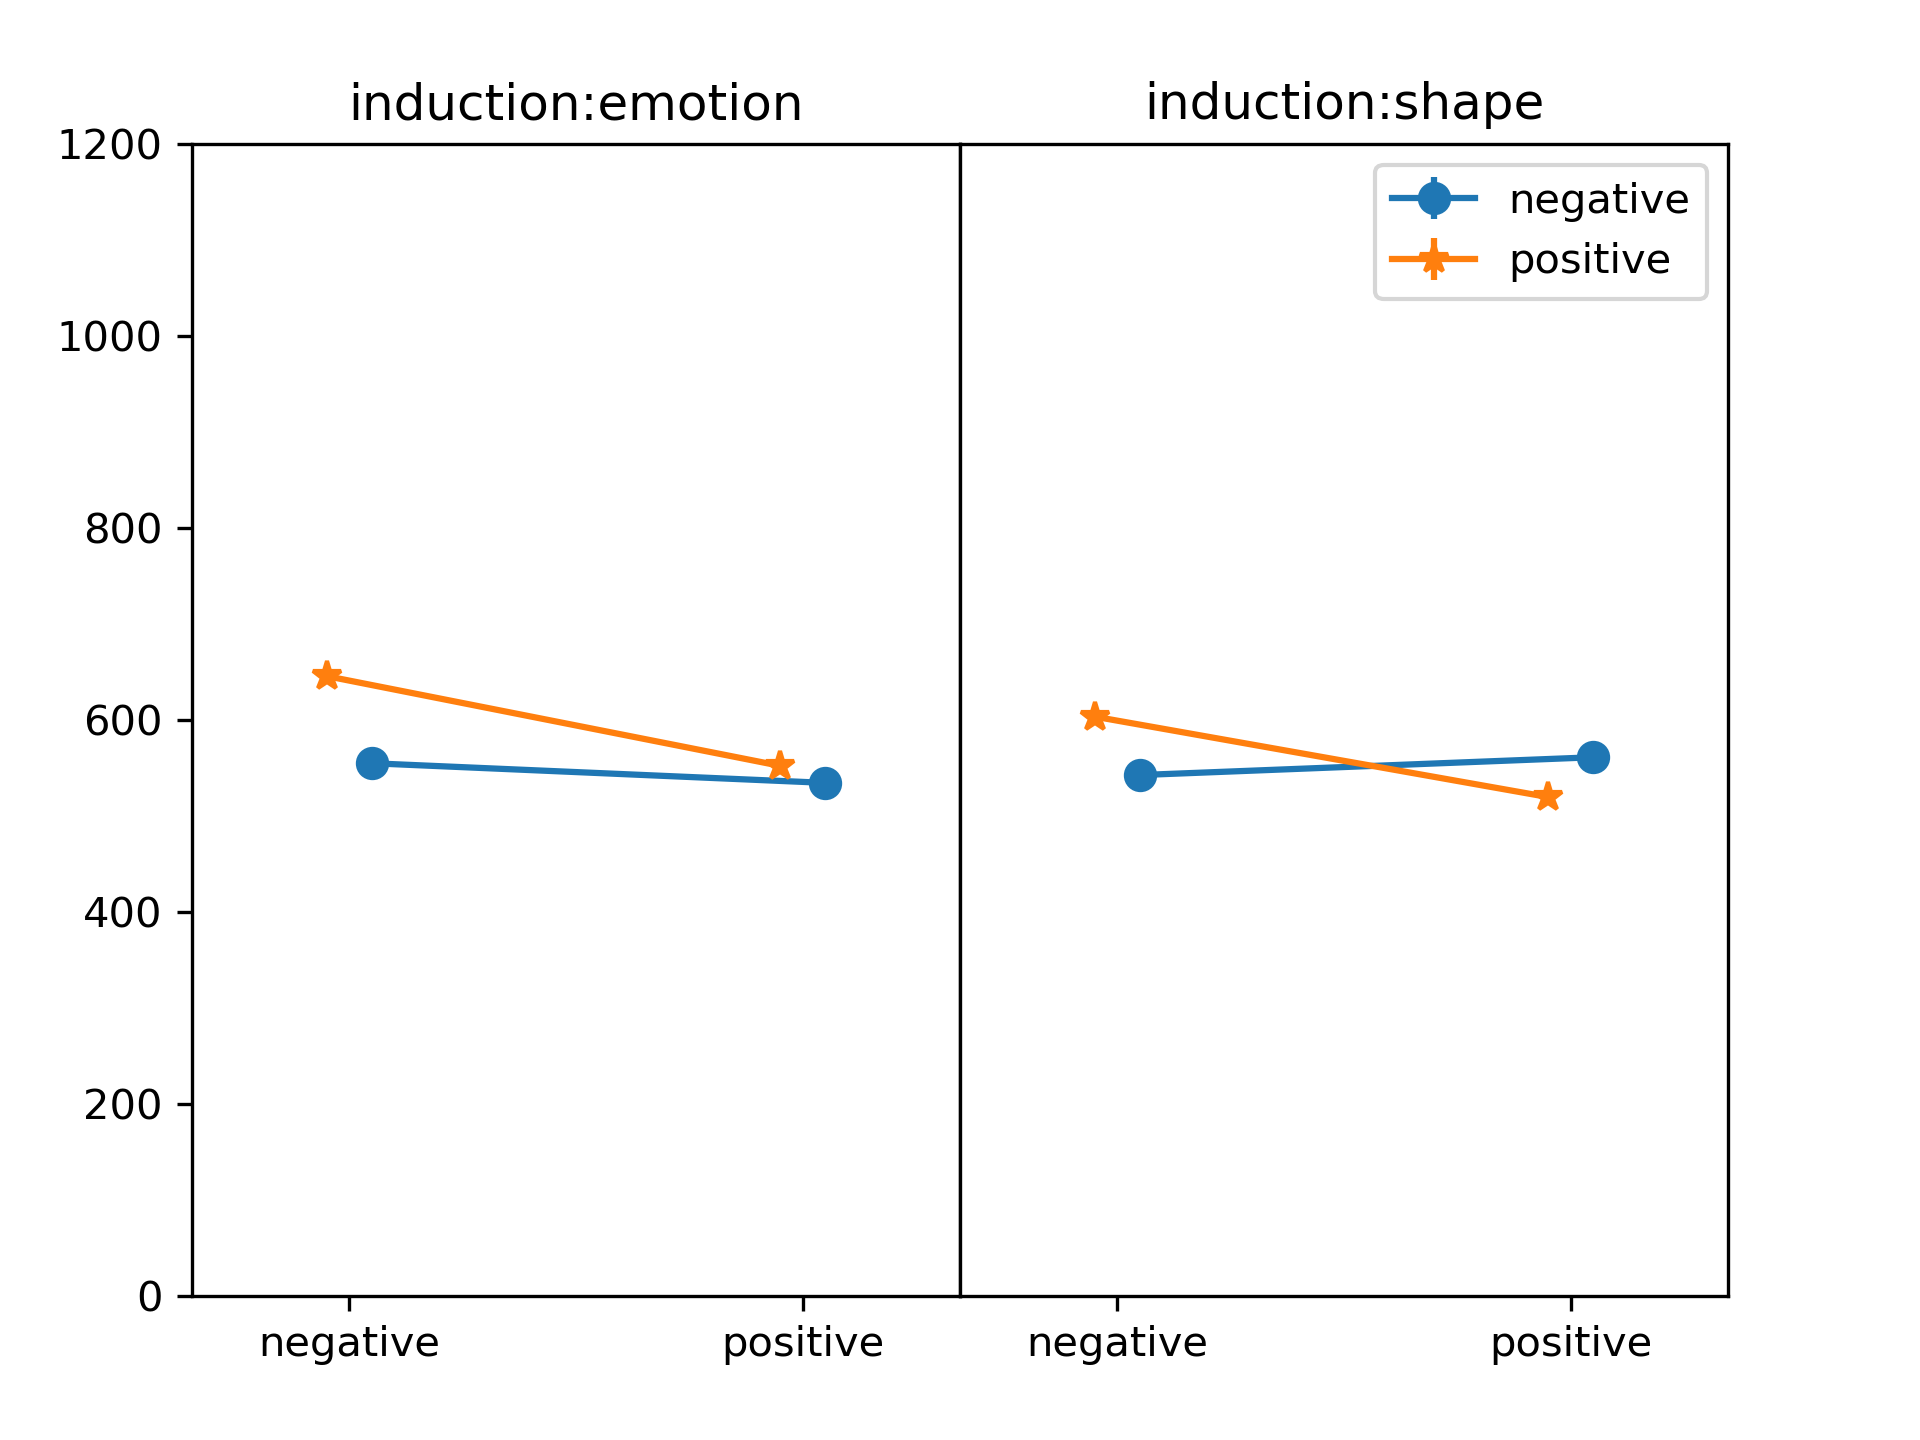 induction:emotion
induction:shape
1200
1000
800
600
400
200
0
negative
positive
negative
positive
negative
positive